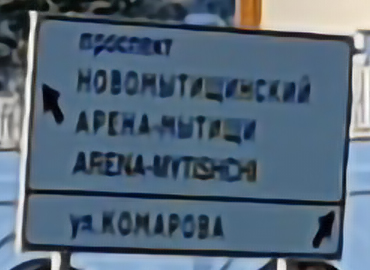 проспект
НОВОМЫТИЩИНСКИЙ
АРЕНА-МЫТИЩИ
ARENA-MYTISHCHI
ул.КОМАРОВА